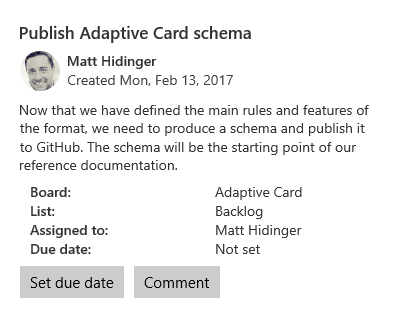 Publish Adaptive Card schema
Matt Hidinger
Created Mon, Feb 13, 2017
Now that we have defined the main rules and features of
the format, we need to produce a schema and publish it
to GitHub. The schema will be the starting point of our
reference documentation.
Board: Adaptive Card
List: Backlog
Assigned to: Matt Hidinger
Due date: Not set
Set due date Comment